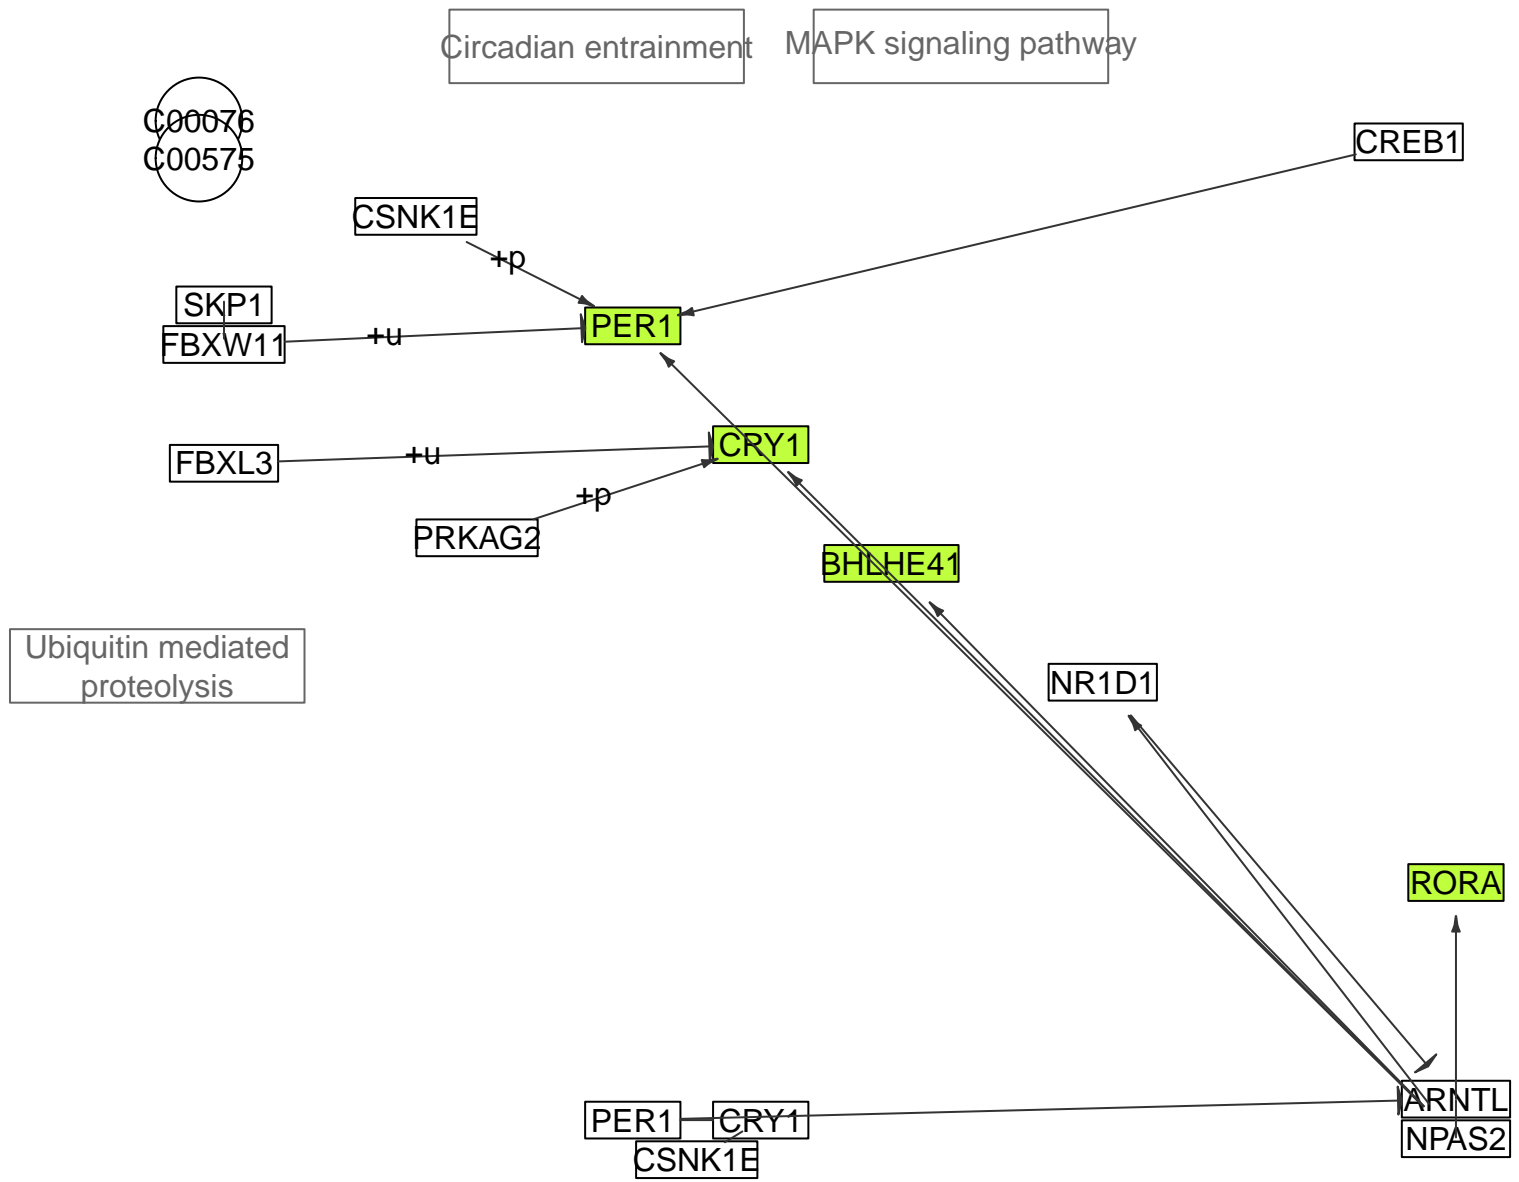 Circadian entrainment
MAPK signaling pathway
C00076
C00575
CREB1
CSNK1E
+p
SKP1
FBXW11
+u
PER1
CRY1
FBXL3
+u
+p
PRKAG2
BHLHE41
Ubiquitin mediated
proteolysis
NR1D1
RORA
ARNTL
NPAS2
PER1
CRY1
CSNK1E